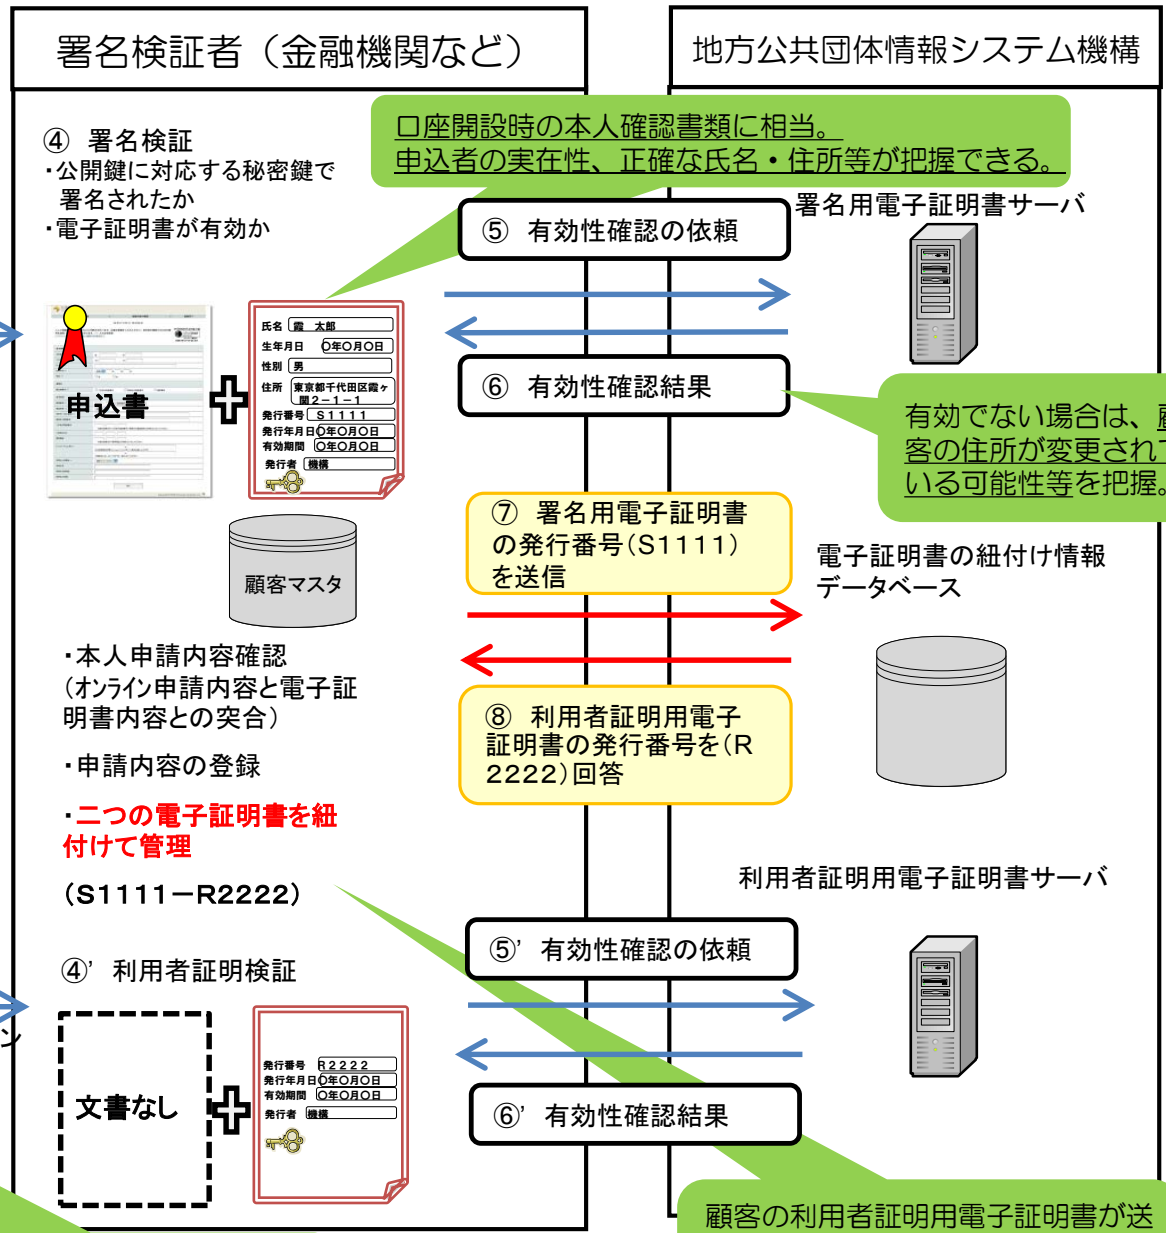 署名検証者（金融機関など）
地方公共団体情報システム機構
口座開設時の本人確認書類に相当。
申込者の実在性、正確な氏名・住所等が把握できる。
④ 署名検証
・公開鍵に対応する秘密鍵で
署名されたか
・電子証明書が有効か
⑤ 有効性確認の依頼
署名用電子証明書サーバ
申込書
氏名 霞 太郎
生年月日 ○年○月○日
性別 男
住所 東京都千代田区霞ヶ
関２－１－１
発行番号 Ｓ１１１１
発行年月日 ○年○月○日
有効期間 ○年○月○日
発行者 機構
⑥ 有効性確認結果
有効でない場合は、顧
客の住所が変更されて
いる可能性等を把握。
⑦ 署名用電子証明書
の発行番号(S1111)
を送信
顧客マスタ
電子証明書の紐付け情報
データベース
・本人申請内容確認
(オンライン申請内容と電子証
明書内容との突合)
・申請内容の登録
・二つの電子証明書を紐
付けて管理
(S1111－R2222)
⑧ 利用者証明用電子
証明書の発行番号を(R
2222)回答
利用者証明用電子証明書サーバ
⑤’ 有効性確認の依頼
④’ 利用者証明検証
ン
文書なし
発行番号 Ｒ２２２２
発行年月日 ○年○月○日
有効期間 ○年○月○日
発行者 機構
⑥’ 有効性確認結果
顧客の利用者証明用電子証明書が送